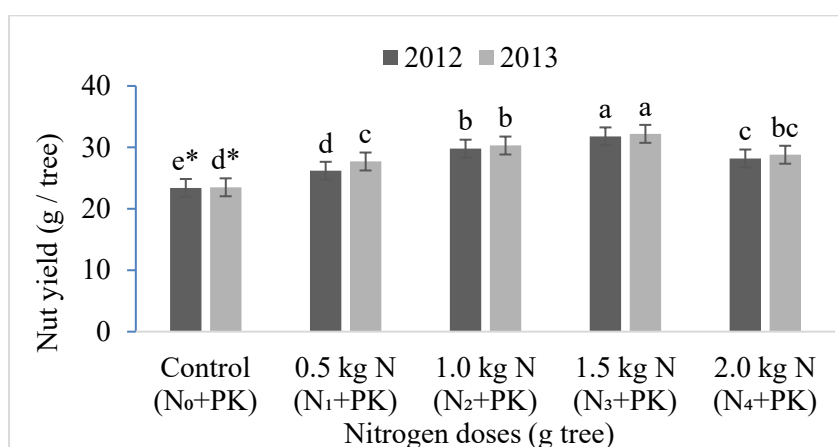 2012 2013
40
30
20
10
0
Nut yield (g / tree)
e* d* d c b b a a c bc
Control 0.5 kg N 1.0 kg N 1.5 kg N 2.0 kg N
(N₀+PK) (N₁+PK) (N₂+PK) (N₃+PK) (N₄+PK)
Nitrogen doses (g tree)